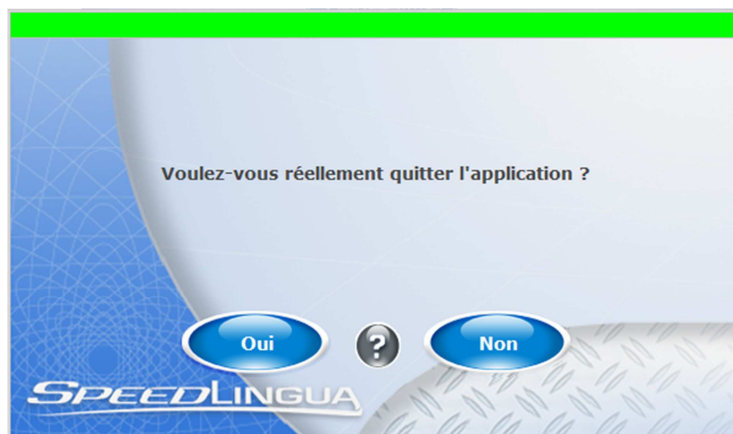 Voulez-vous réellement quitter l'application ?
Oui ? Non
SPEEDLINGUA